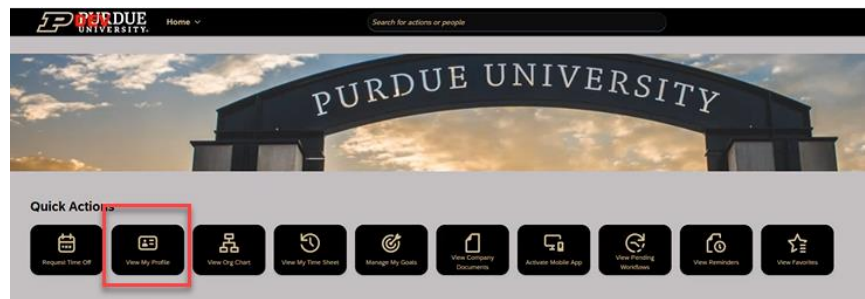 PURDUE
UNIVERSITY.
DEV
Home
Search for actions or people
PURDUE UNIVERSITY
Quick Actions
Request Time Off
View My Profile
View Org Chart
View My Time Sheet
Manage My Goals
View Company
Documents
Activate Mobile App
View Pending
Workflows
View Reminders
View Favorites